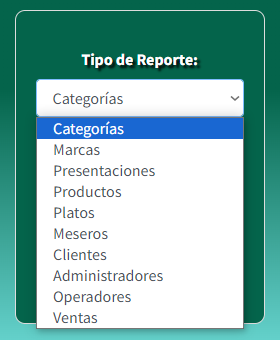 Tipo de Reporte:
Categorías
Categorías
Marcas
Presentaciones
Productos
Platos
Meseros
Clientes
Administradores
Operadores
Ventas